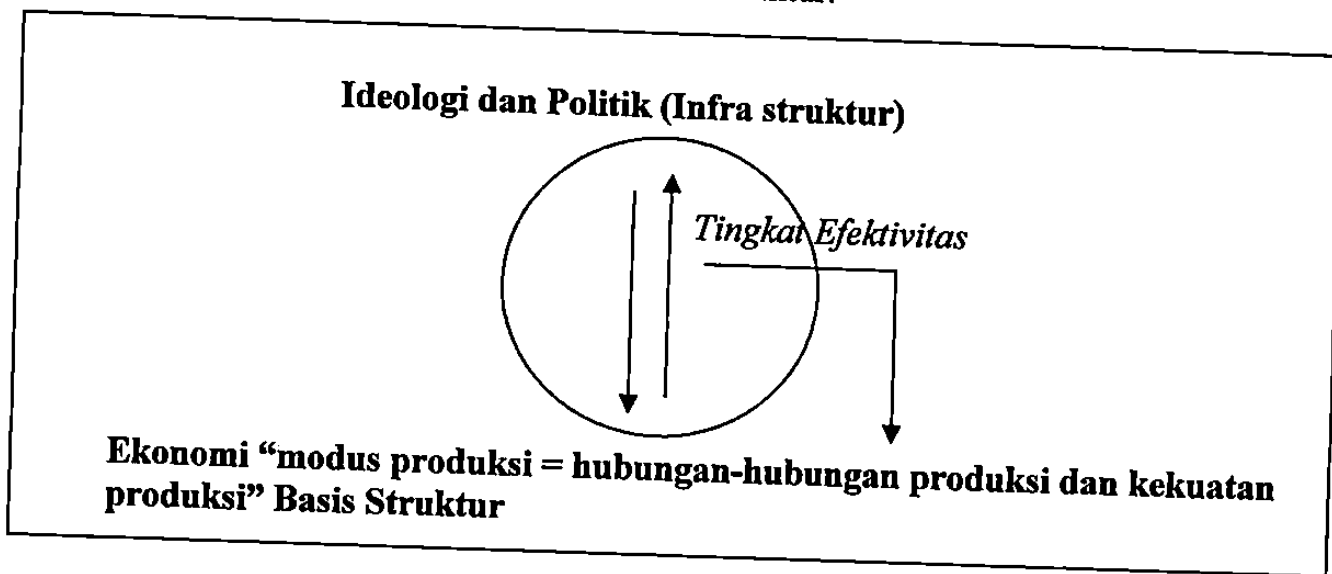 Ideologi dan Politik (Infra struktur)
Tingkat Efektivitas
Ekonomi “modus produksi = hubungan-hubungan produksi dan kekuatan
produksi” Basis Struktur